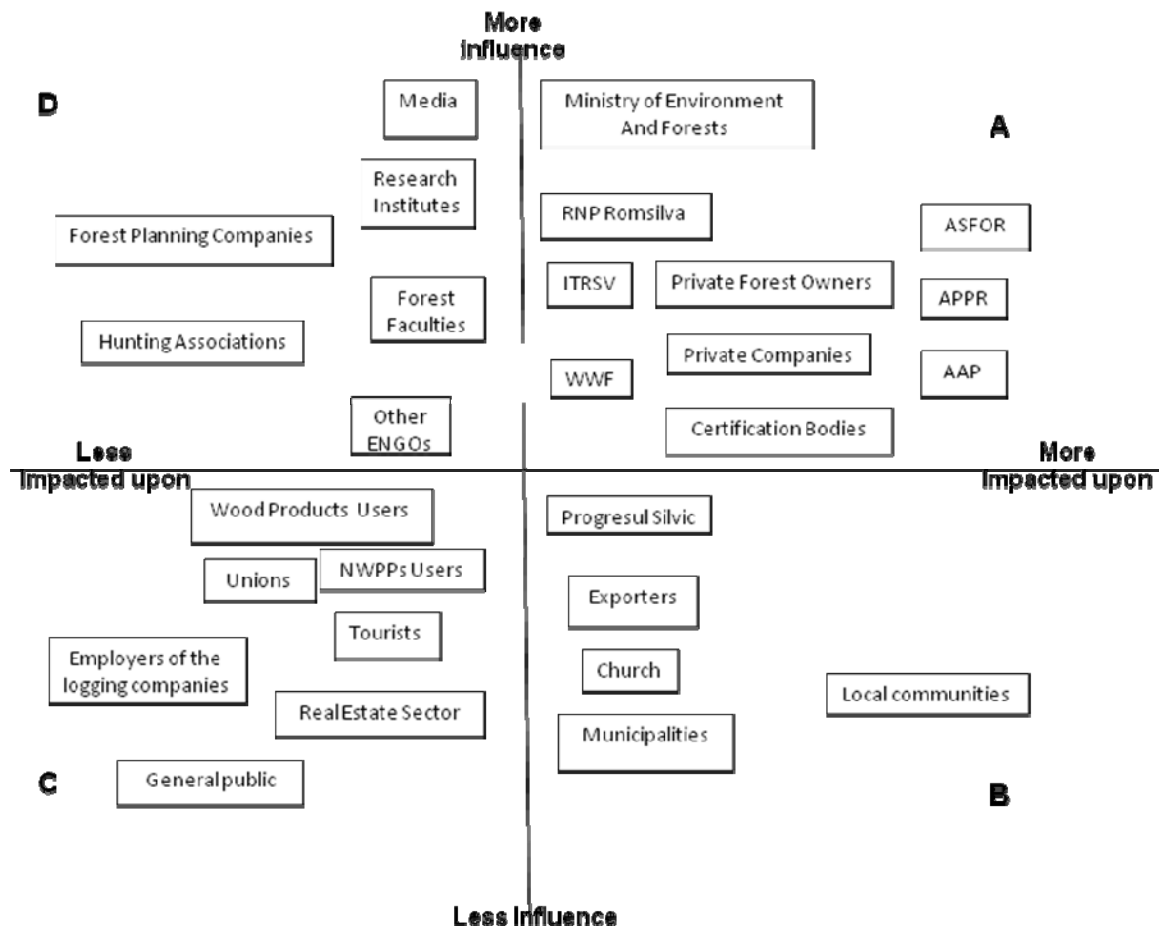 More
influence
D
Media
Ministry of Environment
And Forests
A
Research
Institutes
RNP Romsilva
ASFOR
Forest Planning Companies
ITRSV
Private Forest Owners
APPR
Forest
Faculties
Hunting Associations
Private Companies
WWF
AAP
Other
ENGOs
Certification Bodies
Less
Impacted upon
More
Impacted upon
Wood Products Users
Progresul Silvic
Unions
NWPPs Users
Exporters
Tourists
Employers of the
logging companies
Church
Local communities
Real Estate Sector
Municipalities
C
General public
B
Less Influence